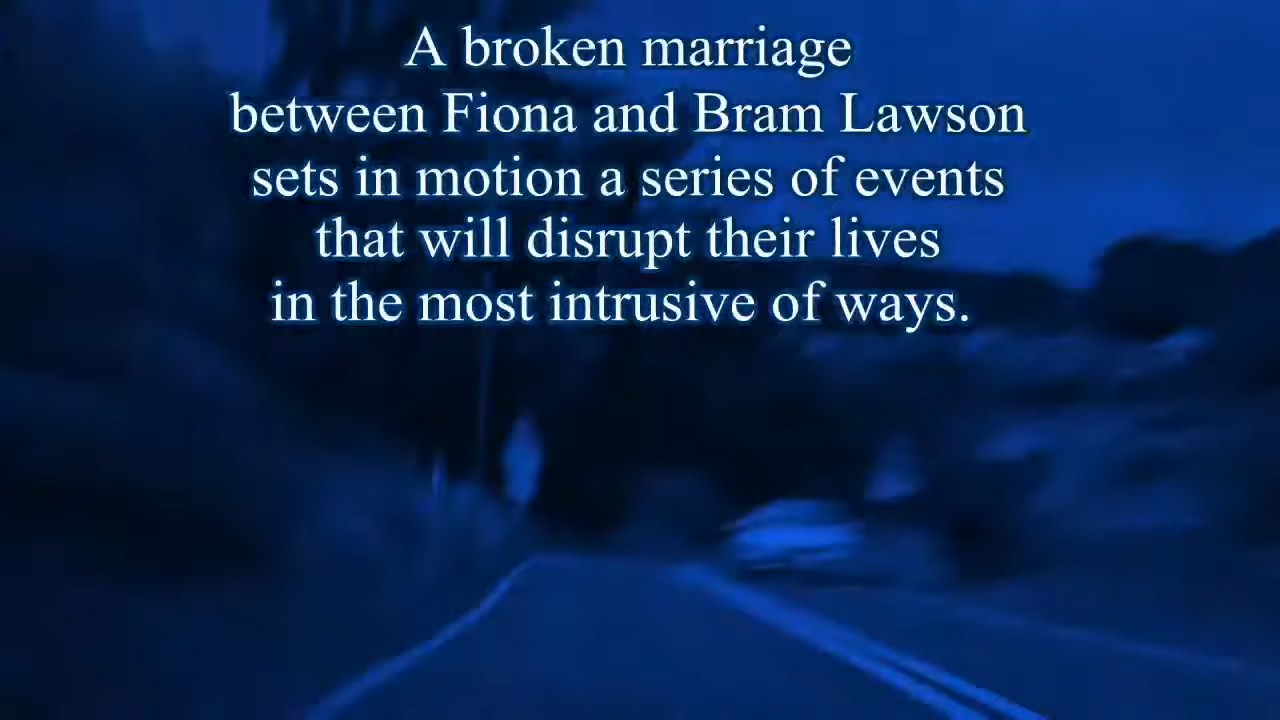 A broken marriage
between Fiona and Bram Lawson
sets in motion a series of events
that will disrupt their lives
in the most intrusive of ways.